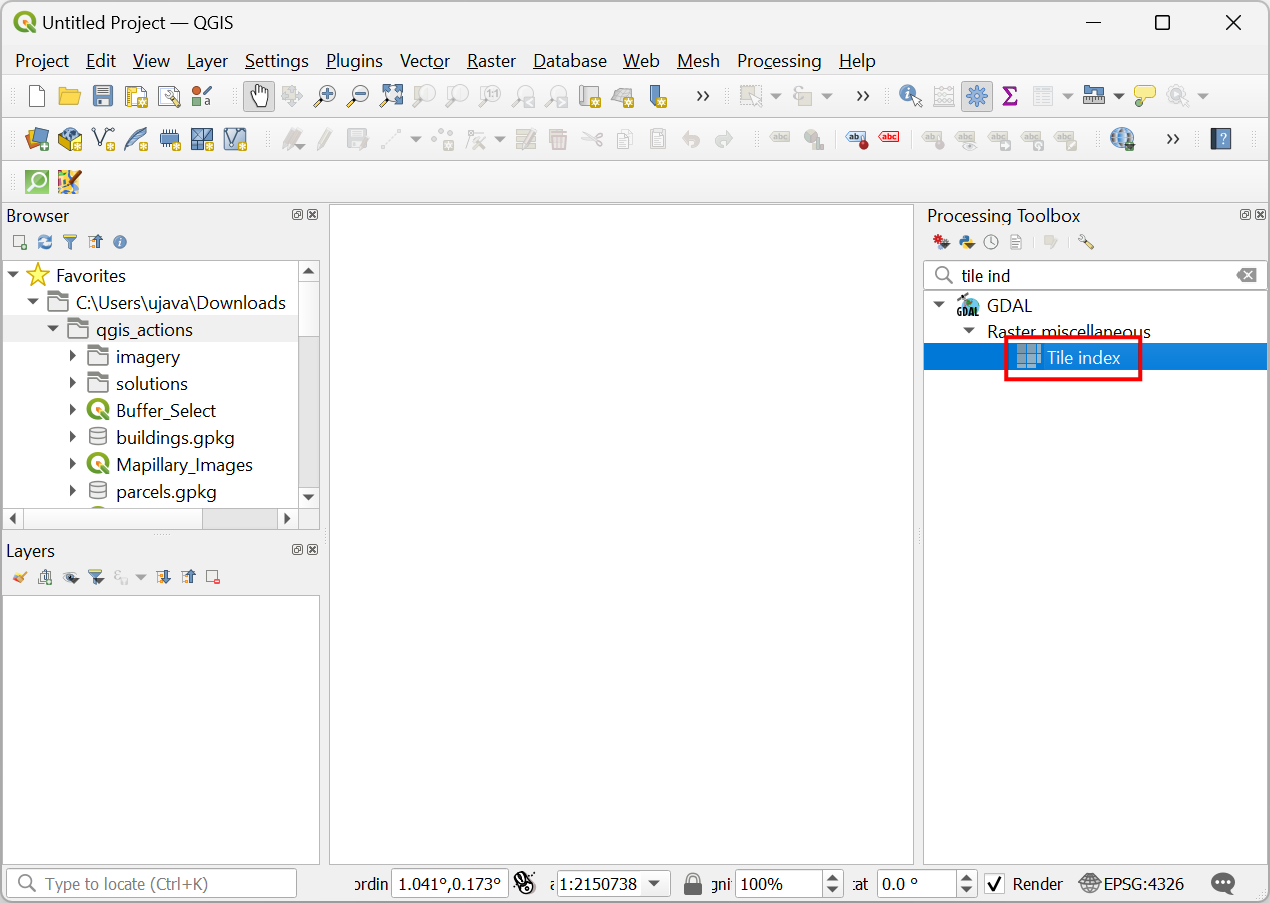 Untitled Project — QGIS
Project Edit View Layer Settings Plugins Vector Raster Database Web Mesh Processing Help
Browser
Favorites
C:\Users\ujava\Downloads
qgis_actions
imagery
solutions
Buffer_Select
buildings.gpkg
Mapillary_Images
parcels.gpkg
Layers
Processing Toolbox
tile ind
GDAL
GDAL
Raster miscellaneous
Tile index
Type to locate (Ctrl+K)
ordin 1.041°,0.173° 1:2150738 gni 100% tat 0.0 ° Render EPSG:4326